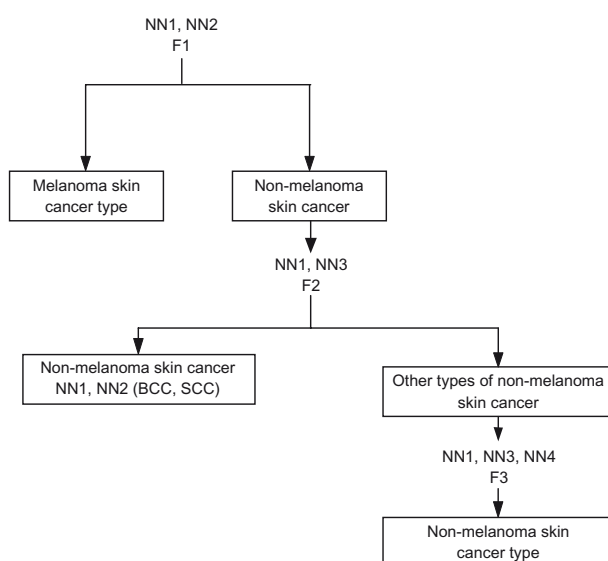 NN1, NN2
F1
Melanoma skin
cancer type
Non-melanoma
skin cancer
NN1, NN3
F2
Non-melanoma skin cancer
NN1, NN2 (BCC, SCC)
Other types of non-melanoma
skin cancer
NN1, NN3, NN4
F3
Non-melanoma skin
cancer type